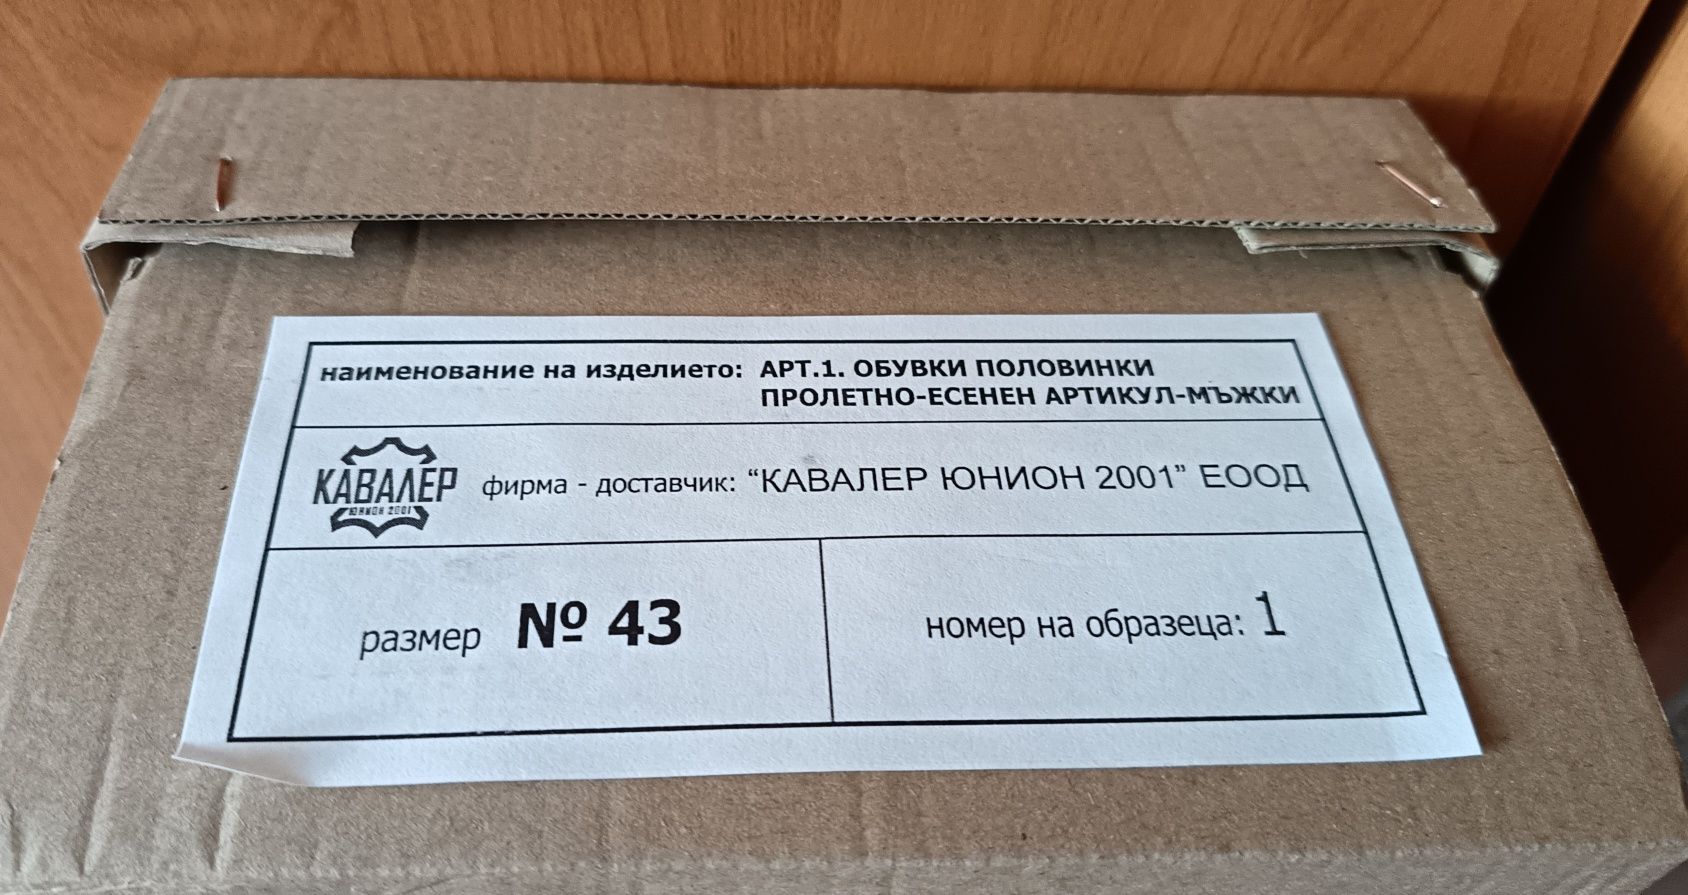 наименование на изделието: АРТ.1. ОБУВКИ ПОЛОВИНКИ
ПРОЛЕТНО-ЕСЕНЕН АРТИКУЛ-МЪЖКИ
КАВАЛЕР
ЮНИОН 2001
фирма - доставчик: “КАВАЛЕР ЮНИОН 2001” ЕООД
размер № 43
номер на образеца: 1